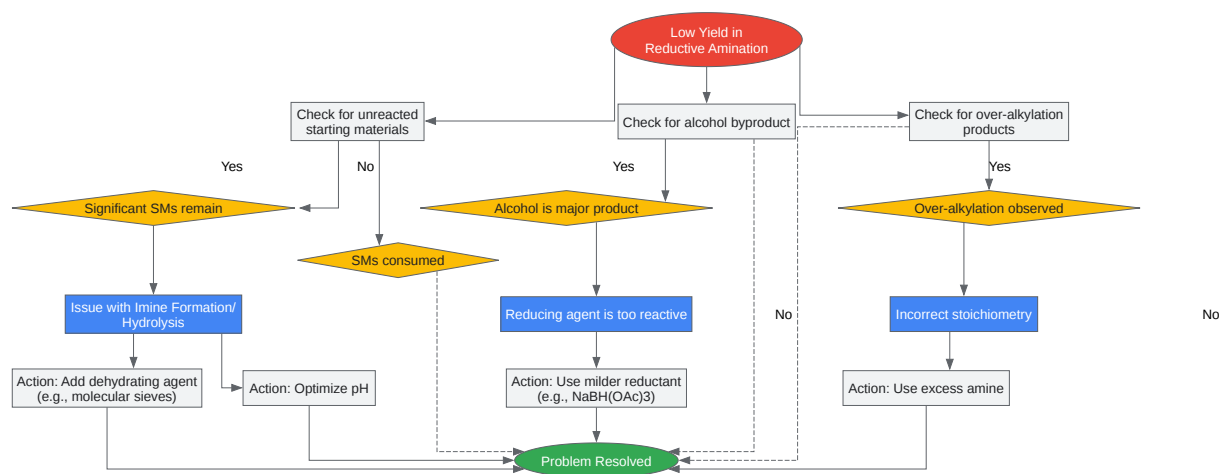 Low Yield in
Reductive Amination
Check for unreacted
starting materials
Check for alcohol byproduct
Check for over-alkylation
products
Yes
No
Yes
Yes
Significant SMs remain
Alcohol is major product
Over-alkylation observed
SMs consumed
Issue with Imine Formation/
Hydrolysis
Reducing agent is too reactive
No
Incorrect stoichiometry
No
Action: Add dehydrating agent
(e.g., molecular sieves)
Action: Optimize pH
Action: Use milder reductant
(e.g., NaBH(OAc)3)
Action: Use excess amine
Problem Resolved